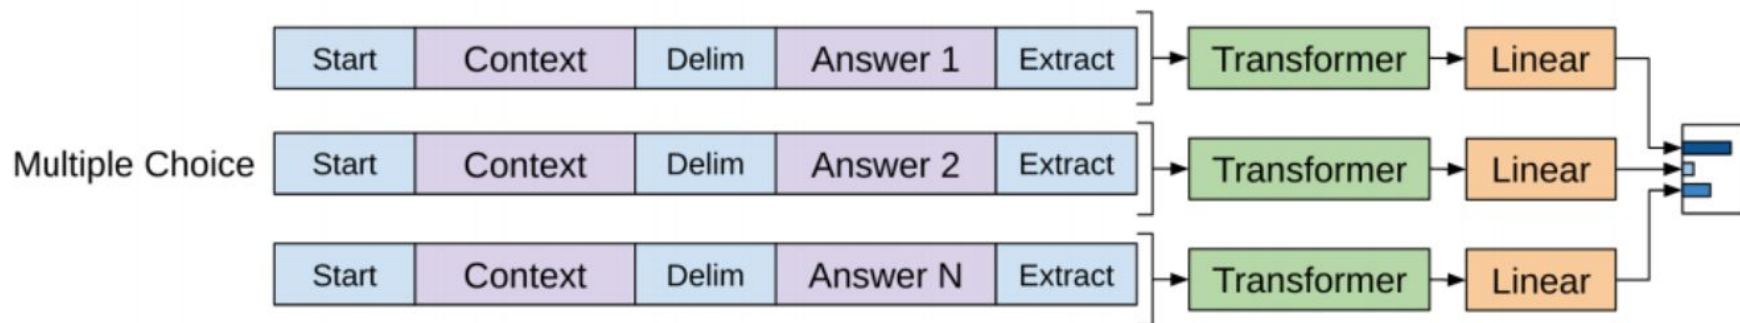 Start Context Delim Answer 1 Extract Transformer Linear
Multiple Choice Start Context Delim Answer 2 Extract Transformer Linear
Start Context Delim Answer N Extract Transformer Linear